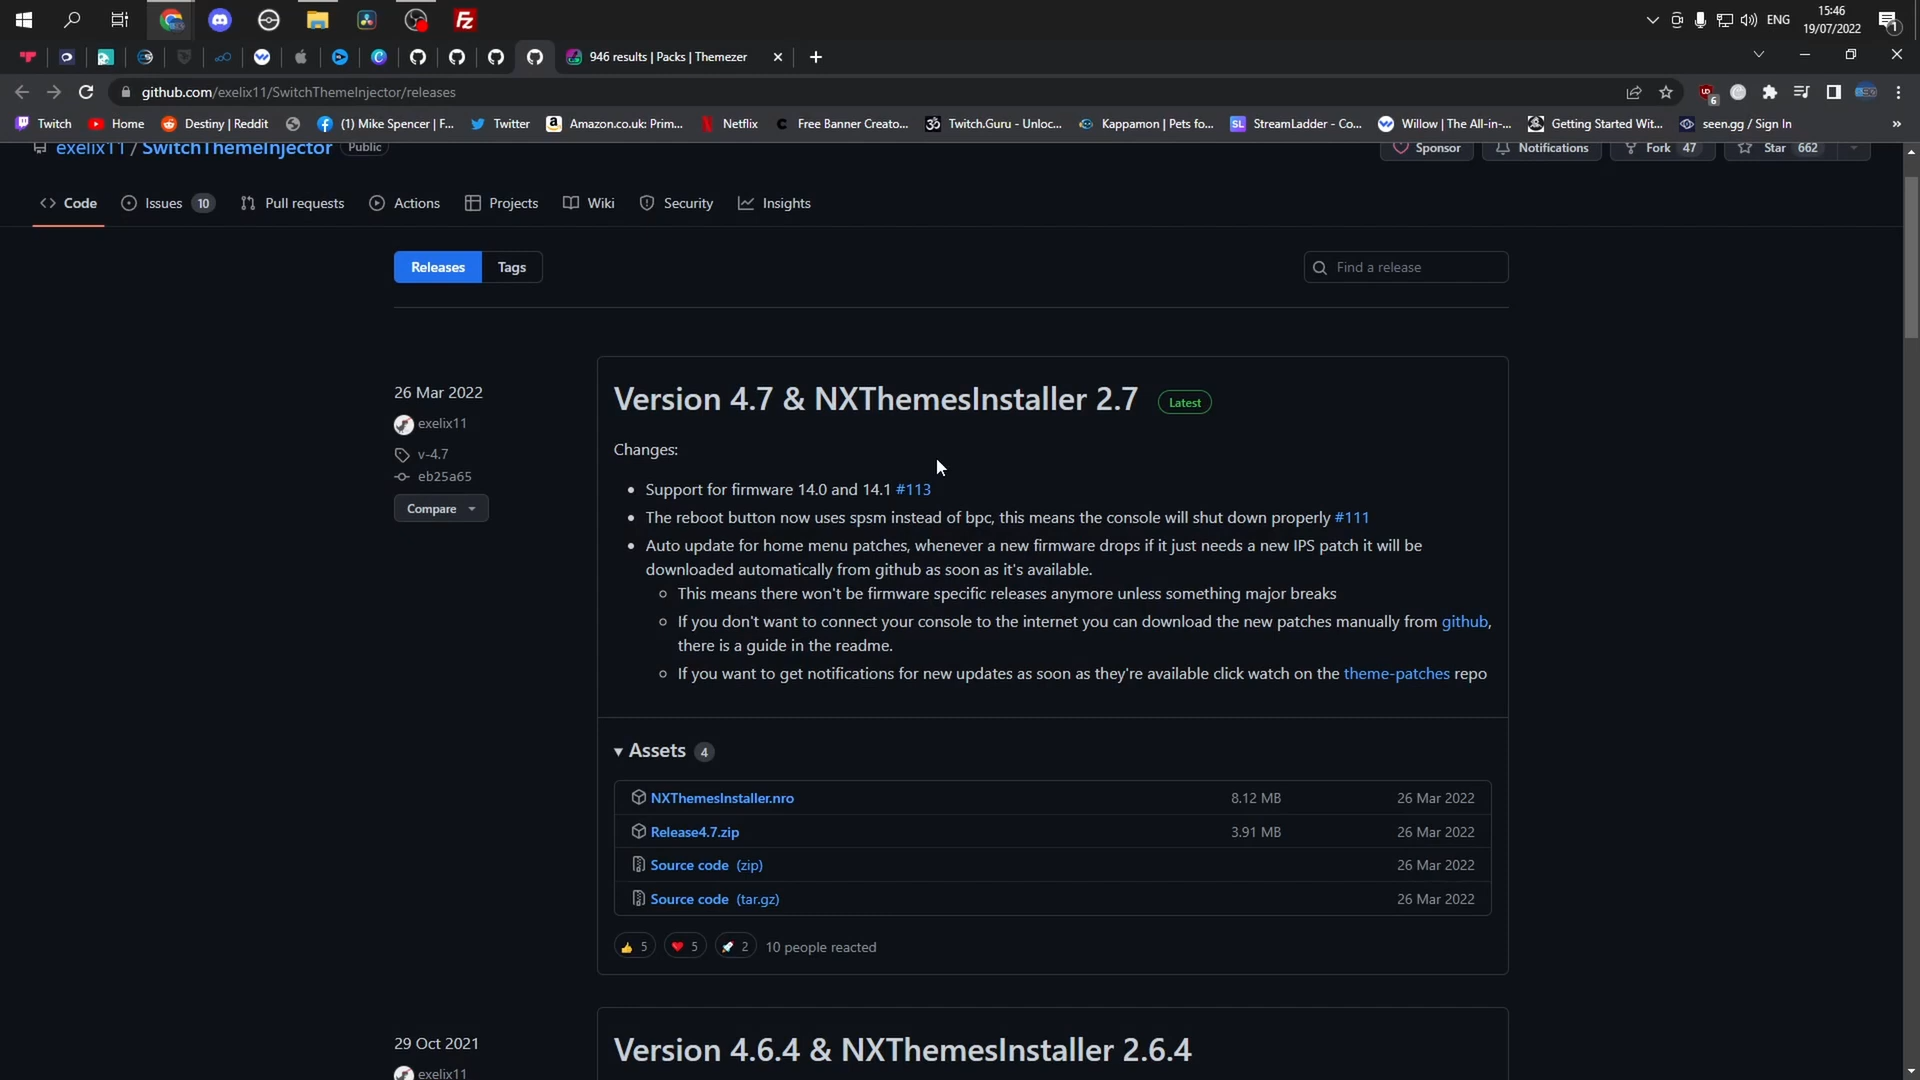 ENG
15:46
19/07/2022
1
946 results | Packs | Themezer
github.com/exelix11/SwitchThemeInjector/releases
6
Twitch
Home
Destiny | Reddit
(1) Mike Spencer | F...
Twitter
Amazon.co.uk: Prim...
Netflix
Free Banner Creato...
Twitch.Guru - Unloc...
Kappamon | Pets fo...
StreamLadder - Co...
Willow | The All-in-...
Getting Started Wit...
seen.gg / Sign In
»
exelix11 / SwitchThemeInjector Public
Sponsor
Notifications
Fork 47
Star 662
Code
Issues 10
Pull requests
Actions
Projects
Wiki
Security
Insights
Releases
Tags
Find a release
26 Mar 2022
exelix11
v-4.7
eb25a65
Compare
Version 4.7 & NXThemesInstaller 2.7 Latest
Changes:
• Support for firmware 14.0 and 14.1 #113
• The reboot button now uses spsm instead of bpc, this means the console will shut down properly #111
• Auto update for home menu patches, whenever a new firmware drops if it just needs a new IPS patch it will be
downloaded automatically from github as soon as it's available.
◦ This means there won't be firmware specific releases anymore unless something major breaks
◦ If you don't want to connect your console to the internet you can download the new patches manually from github,
there is a guide in the readme.
◦ If you want to get notifications for new updates as soon as they're available click watch on the theme-patches repo
Assets 4
NXThemesInstaller.nro 8.12 MB 26 Mar 2022
Release4.7.zip 3.91 MB 26 Mar 2022
Source code (zip) 26 Mar 2022
Source code (tar.gz) 26 Mar 2022
👍 5 ❤️ 5 🚀 2 10 people reacted
29 Oct 2021
exelix11
Version 4.6.4 & NXThemesInstaller 2.6.4